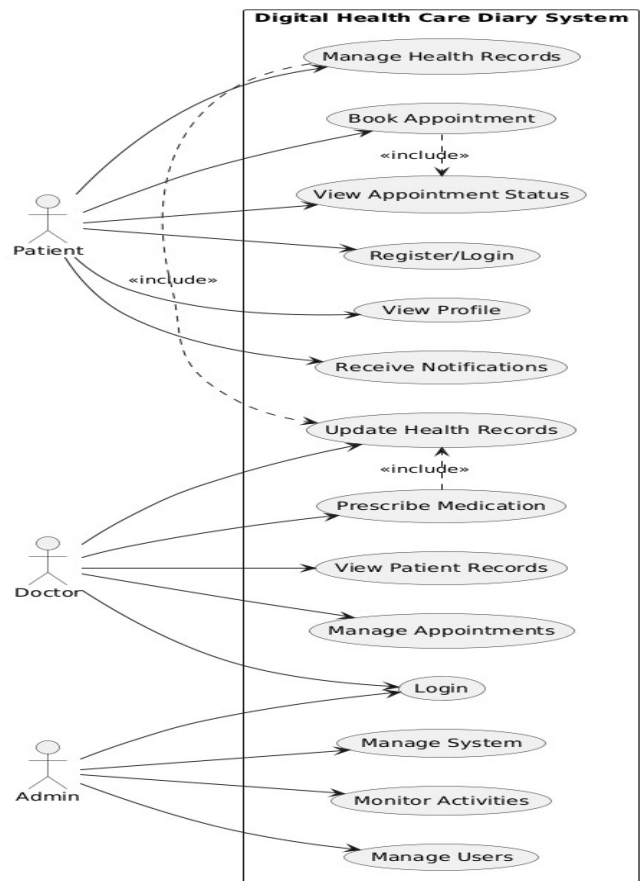 Digital Health Care Diary System
Manage Health Records
Book Appointment
«include»
View Appointment Status
Patient
Register/Login
«include»
View Profile
Receive Notifications
Update Health Records
«include»
Prescribe Medication
View Patient Records
Doctor
Manage Appointments
Login
Manage System
Admin
Monitor Activities
Manage Users